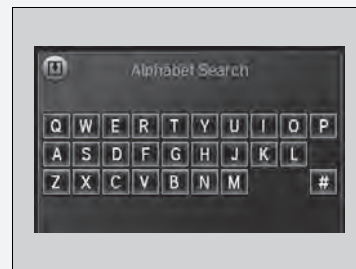 Alphabet Search
Q W E R T Y U I O P
A S D F G H J K L
Z X C V B N M #